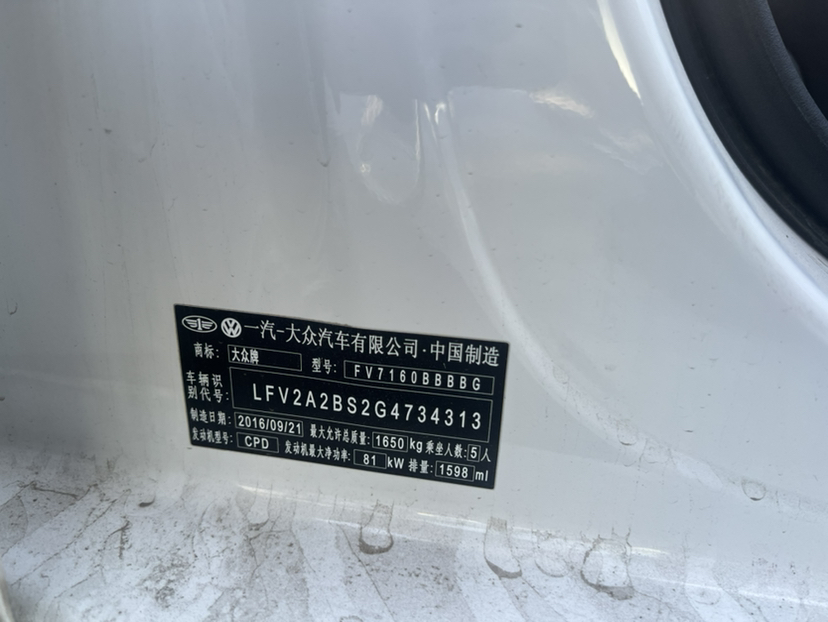 一汽-大众汽车有限公司·中国制造
商标: 大众牌 型号: FV7160BBBBG
车辆识别代号: LFV2A2BS2G4734313
制造日期: 2016/09/21 最大允许总质量: 1650 kg 乘坐人数: 5 人
发动机型号: CPD 发动机最大净功率: 81 kW 排量: 1598 ml